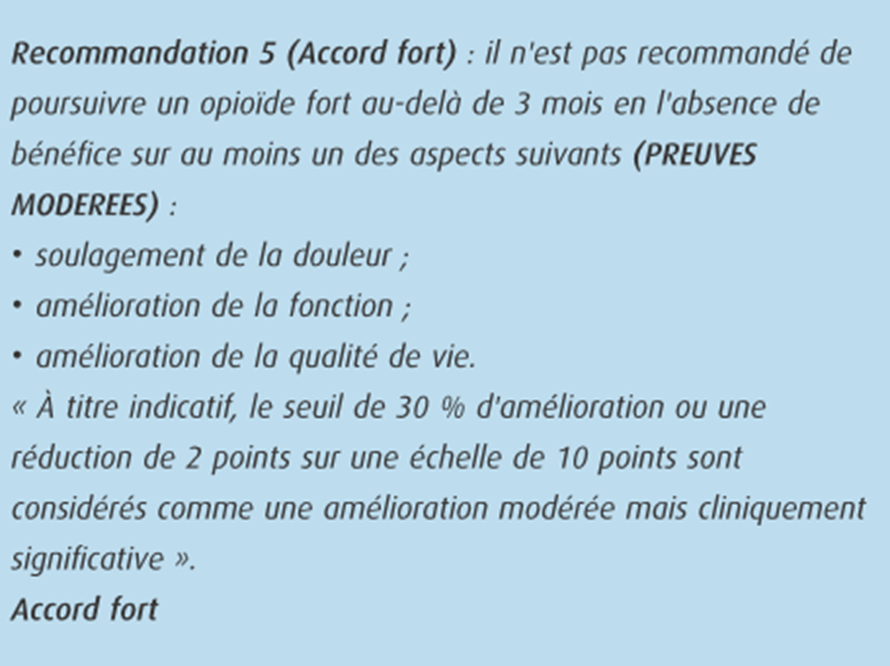 Recommandation 5 (Accord fort) : il n'est pas recommandé de
poursuivre un opioïde fort au-delà de 3 mois en l'absence de
bénéfice sur au moins un des aspects suivants (PREUVES
MODEREES) :
• soulagement de la douleur ;
• amélioration de la fonction ;
• amélioration de la qualité de vie.
« À titre indicatif, le seuil de 30 % d'amélioration ou une
réduction de 2 points sur une échelle de 10 points sont
considérés comme une amélioration modérée mais cliniquement
significative ».
Accord fort